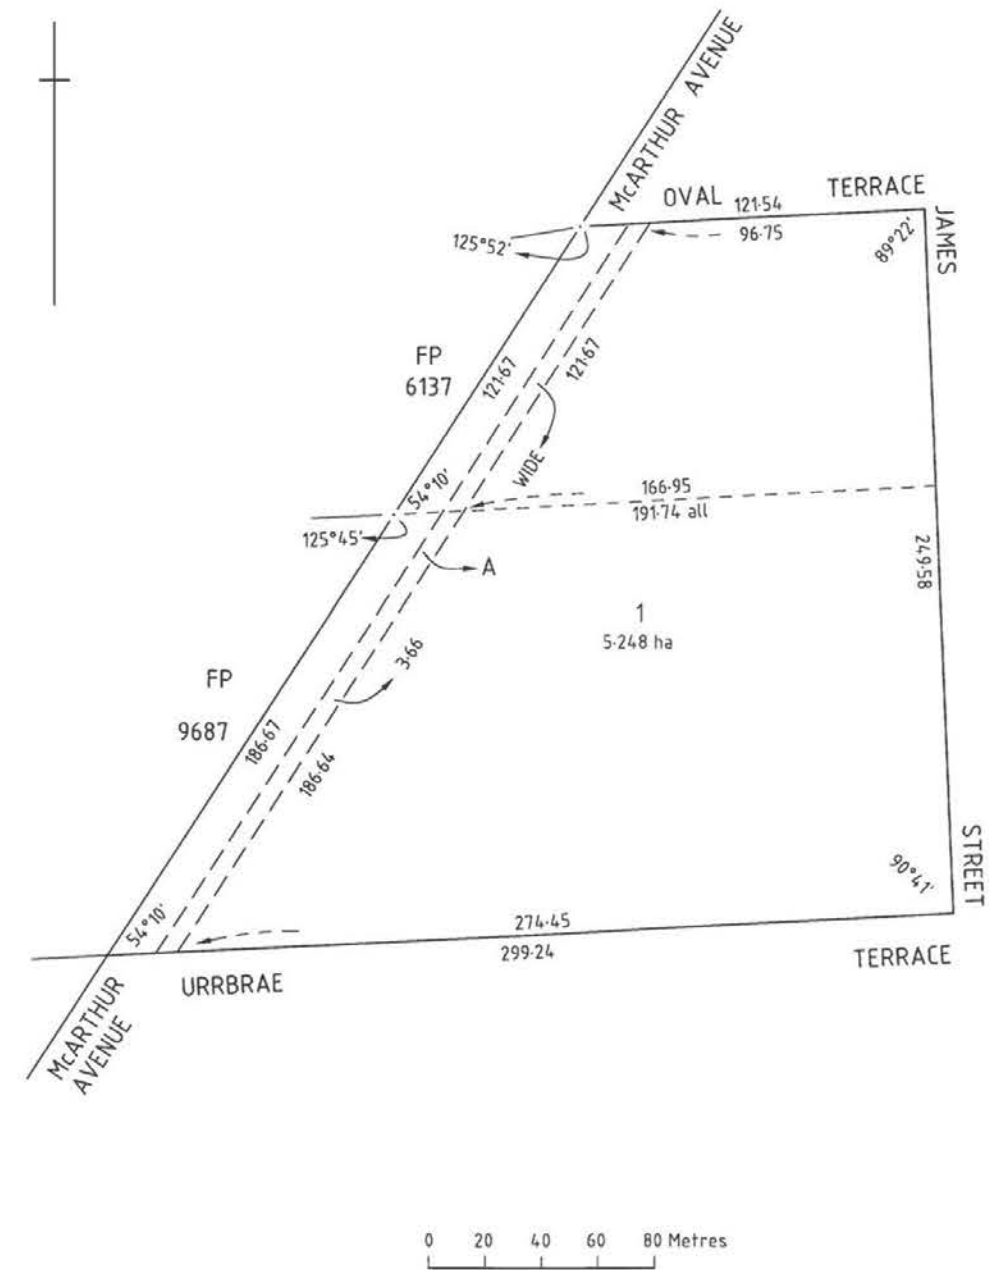 McARTHUR AVENUE
OVAL TERRACE
121·54
96·75
JAMES
89°22'
125°52'
FP
6137
121·67
121·67
WIDE
54°10'
166·95
191·74 all
125°45'
A
249·58
1
5·248 ha
3·66
FP
9687
186·67
186·64
STREET
90°41'
54°10'
274·45
299·24
URRBRAE TERRACE
McARTHUR
AVENUE
0 20 40 60 80 Metres